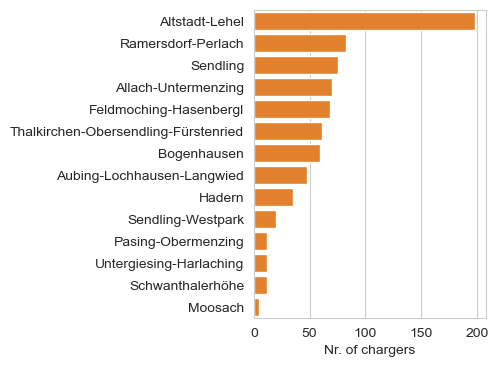 Altstadt-Lehel
Ramersdorf-Perlach
Sendling
Allach-Untermenzing
Feldmoching-Hasenbergl
Thalkirchen-Obersendling-Fürstenried
Bogenhausen
Aubing-Lochhausen-Langwied
Hadern
Sendling-Westpark
Pasing-Obermenzing
Untergiesing-Harlaching
Schwanthalerhöhe
Moosach
0 50 100 150 200
Nr. of chargers